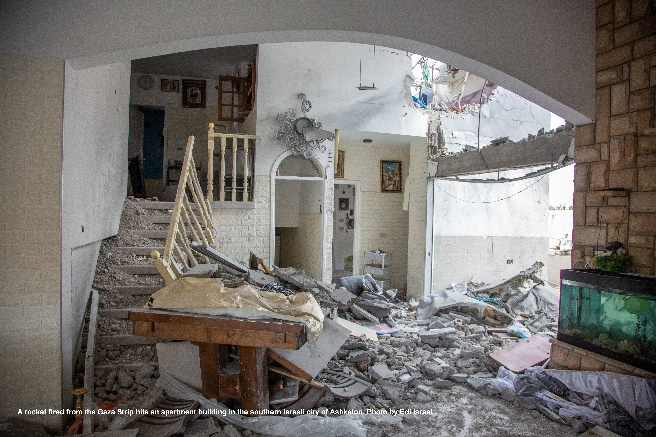 A rocket fired from the Gaza Strip hits an apartment building in the southern Israeli city of Ashkelon. Photo by Edi Israel